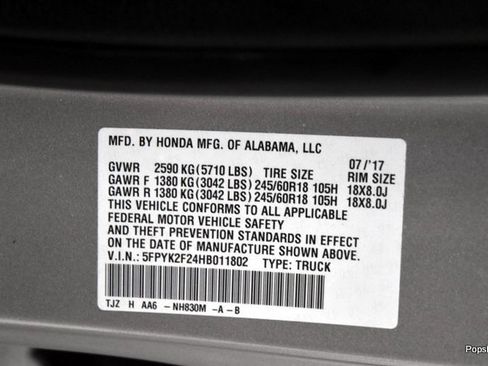 MFD. BY HONDA MFG. OF ALABAMA, LLC
07/'17
GVWR 2590 KG(5710 LBS) TIRE SIZE RIM SIZE
GAWR F 1380 KG(3042 LBS) 245/60R18 105H 18X8.0J
GAWR R 1380 KG(3042 LBS) 245/60R18 105H 18X8.0J
THIS VEHICLE CONFORMS TO ALL APPLICABLE
FEDERAL MOTOR VEHICLE SAFETY
AND THEFT PREVENTION STANDARDS IN EFFECT
ON THE DATE OF MANUFACTURE SHOWN ABOVE.
V.I.N.: 5FPYK2F24HB011802 TYPE: TRUCK
TJZ H AA6 -NH830M -A-B